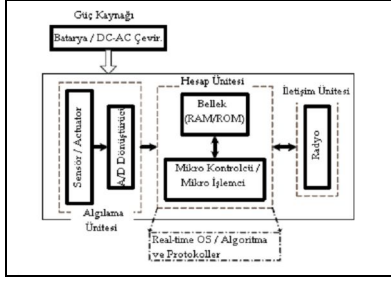 Güç Kaynağı
Batarya / DC-AC Çevir.
Hesap Ünitesi
İletişim Ünitesi
Bellek
(RAM/ROM)
Sensör / Actuator
A/D Dönüştürücü
Radyo
Mikro Kontrolcü /
Mikro İşlemci
Algılama
Ünitesi
Real-time OS / Algoritma
ve Protokoller